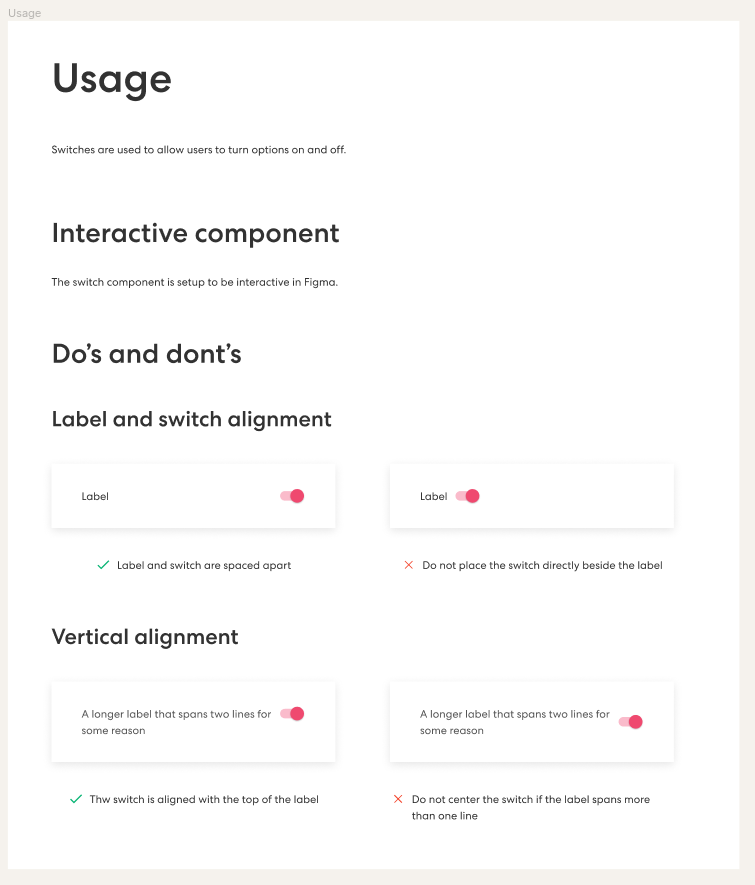 Usage
Usage
Switches are used to allow users to turn options on and off.
Interactive component
The switch component is setup to be interactive in Figma.
Do’s and dont’s
Label and switch alignment
Label
Label
Label and switch are spaced apart
Do not place the switch directly beside the label
Vertical alignment
A longer label that spans two lines for
some reason
A longer label that spans two lines for
some reason
Thw switch is aligned with the top of the label
Do not center the switch if the label spans more
than one line